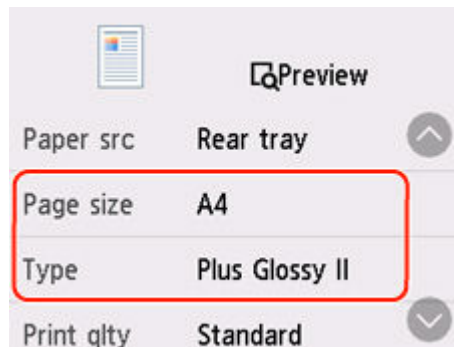 Preview
Paper src Rear tray
Page size A4
Type Plus Glossy II
Print qlty Standard